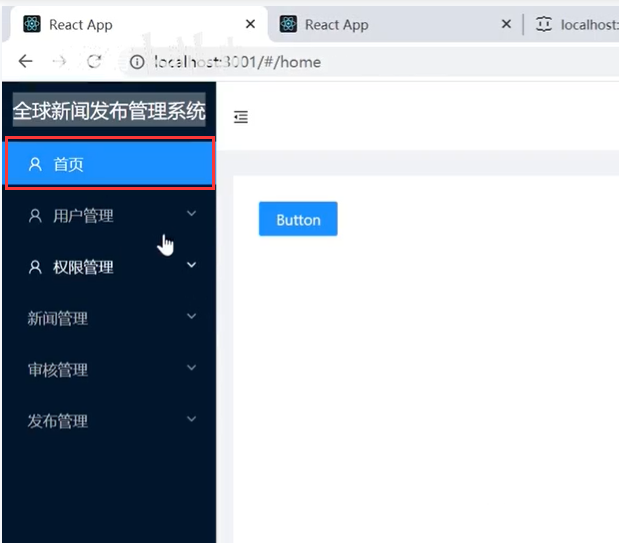 React App
React App
localhost:
localhost:3001/#/home
全球新闻发布管理系统
首页
用户管理
Button
权限管理
新闻管理
审核管理
发布管理